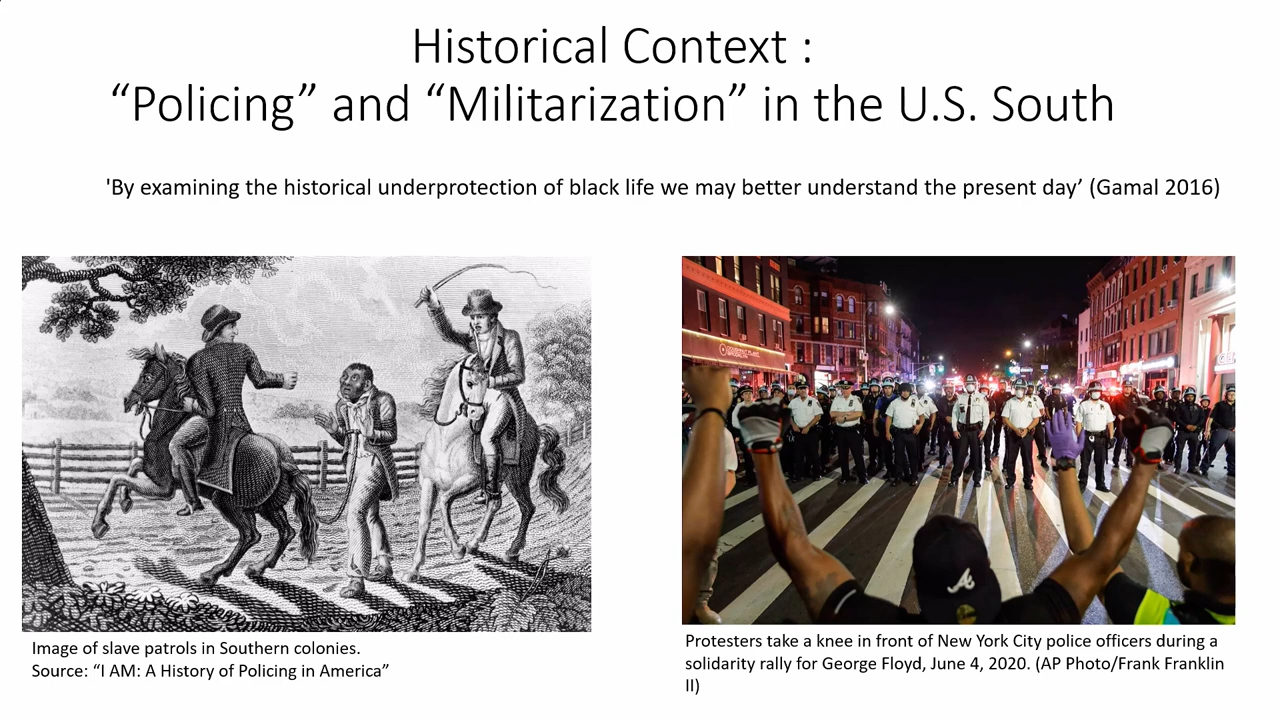 Historical Context :
“Policing” and “Militarization” in the U.S. South
'By examining the historical underprotection of black life we may better understand the present day’ (Gamal 2016)
Image of slave patrols in Southern colonies.
Source: “I AM: A History of Policing in America”
Protesters take a knee in front of New York City police officers during a
solidarity rally for George Floyd, June 4, 2020. (AP Photo/Frank Franklin
II)